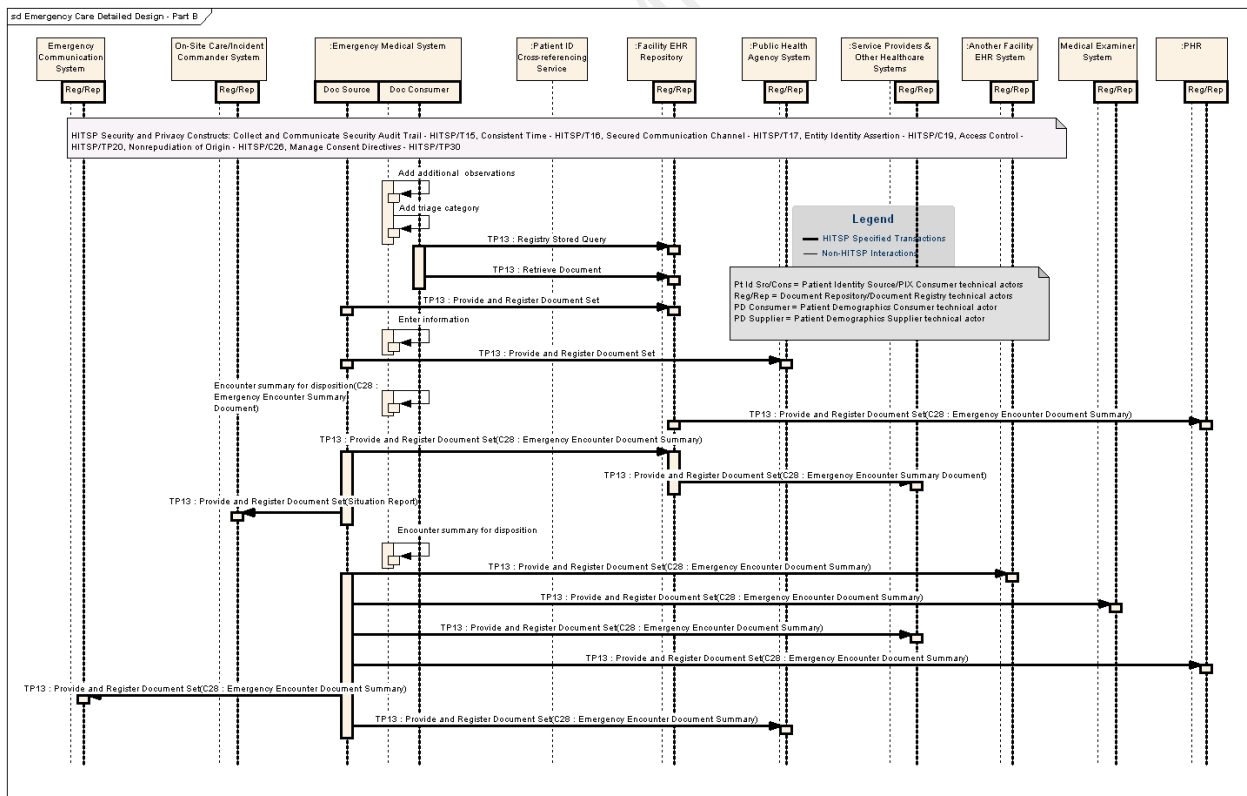 sd Emergency Care Detailed Design - Part B
Emergency
Communication
System
Reg/Rep
On-Site Care/Incident
Commander System
Reg/Rep
:Emergency Medical System
Doc Source
Doc Consumer
:Patient ID
Cross-referencing
Service
:Facility EHR
Repository
Reg/Rep
:Public Health
Agency System
Reg/Rep
:Service Providers &
Other Healthcare
Systems
Reg/Rep
:Another Facility
EHR System
Reg/Rep
Medical Examiner
System
Reg/Rep
:PHR
Reg/Rep
HITSP Security and Privacy Constructs: Collect and Communicate Security Audit Trail - HITSP/T15, Consistent Time - HITSP/T16, Secured Communication Channel - HITSP/T17, Entity Identity Assertion - HITSP/C19, Access Control -
HITSP/TP20, Nonrepudiation of Origin - HITSP/C26, Manage Consent Directives - HITSP/TP30
Add additional observations
Add triage category
Legend
HITSP Specified Transactions
Non-HITSP Interactions
TP13 : Registry Stored Query
TP13 : Retrieve Document
Pt Id Src/Cons = Patient Identity Source/PIX Consumer technical actors
Reg/Rep = Document Repository/Document Registry technical actors
PD Consumer = Patient Demographics Consumer technical actor
PD Supplier = Patient Demographics Supplier technical actor
TP13 : Provide and Register Document Set
Enter information
TP13 : Provide and Register Document Set
Encounter summary for disposition(C28 :
Emergency Encounter Summary
Document)
TP13 : Provide and Register Document Set(C28 : Emergency Encounter Document Summary)
TP13 : Provide and Register Document Set(C28 : Emergency Encounter Document Summary)
TP13 : Provide and Register Document Set(C28 : Emergency Encounter Summary Document)
TP13 : Provide and Register Document Set(Situation Report)
Encounter summary for disposition
TP13 : Provide and Register Document Set(C28 : Emergency Encounter Document Summary)
TP13 : Provide and Register Document Set(C28 : Emergency Encounter Document Summary)
TP13 : Provide and Register Document Set(C28 : Emergency Encounter Document Summary)
TP13 : Provide and Register Document Set(C28 : Emergency Encounter Document Summary)
TP13 : Provide and Register Document Set(C28 : Emergency Encounter Document Summary)
TP13 : Provide and Register Document Set(C28 : Emergency Encounter Document Summary)